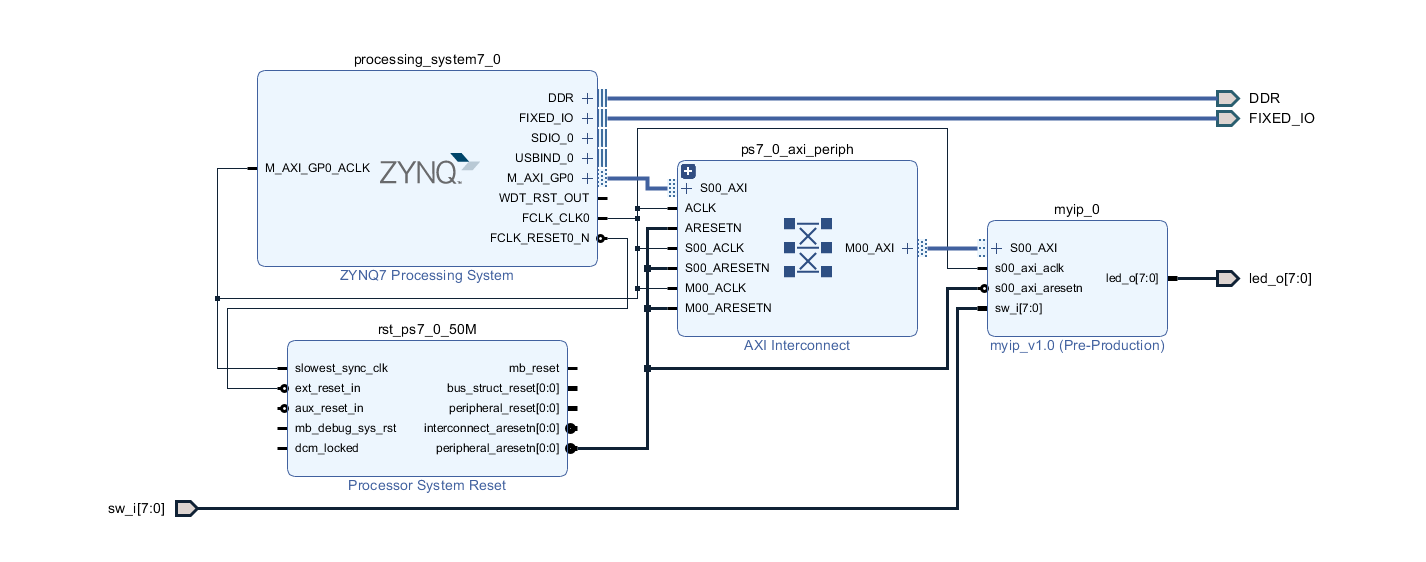 processing_system7_0
DDR
FIXED_IO
SDIO_0
USBIND_0
M_AXI_GP0
WDT_RST_OUT
FCLK_CLK0
FCLK_RESET0_N
M_AXI_GP0_ACLK
ZYNQ
ZYNQ7 Processing System
DDR
FIXED_IO
ps7_0_axi_periph
S00_AXI
ACLK
ARESETN
S00_ACLK
S00_ARESETN
M00_ACLK
M00_ARESETN
M00_AXI
AXI Interconnect
myip_0
S00_AXI
s00_axi_aclk
s00_axi_aresetn
sw_i[7:0]
led_o[7:0]
myip_v1.0 (Pre-Production)
led_o[7:0]
rst_ps7_0_50M
slowest_sync_clk
ext_reset_in
aux_reset_in
mb_debug_sys_rst
dcm_locked
mb_reset
bus_struct_reset[0:0]
peripheral_reset[0:0]
interconnect_aresetn[0:0]
peripheral_aresetn[0:0]
Processor System Reset
sw_i[7:0]